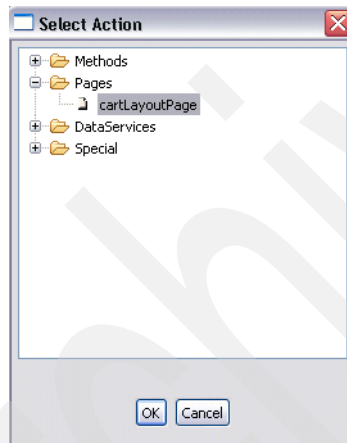 Select Action
Methods
Pages
cartLayoutPage
DataServices
Special
OK Cancel